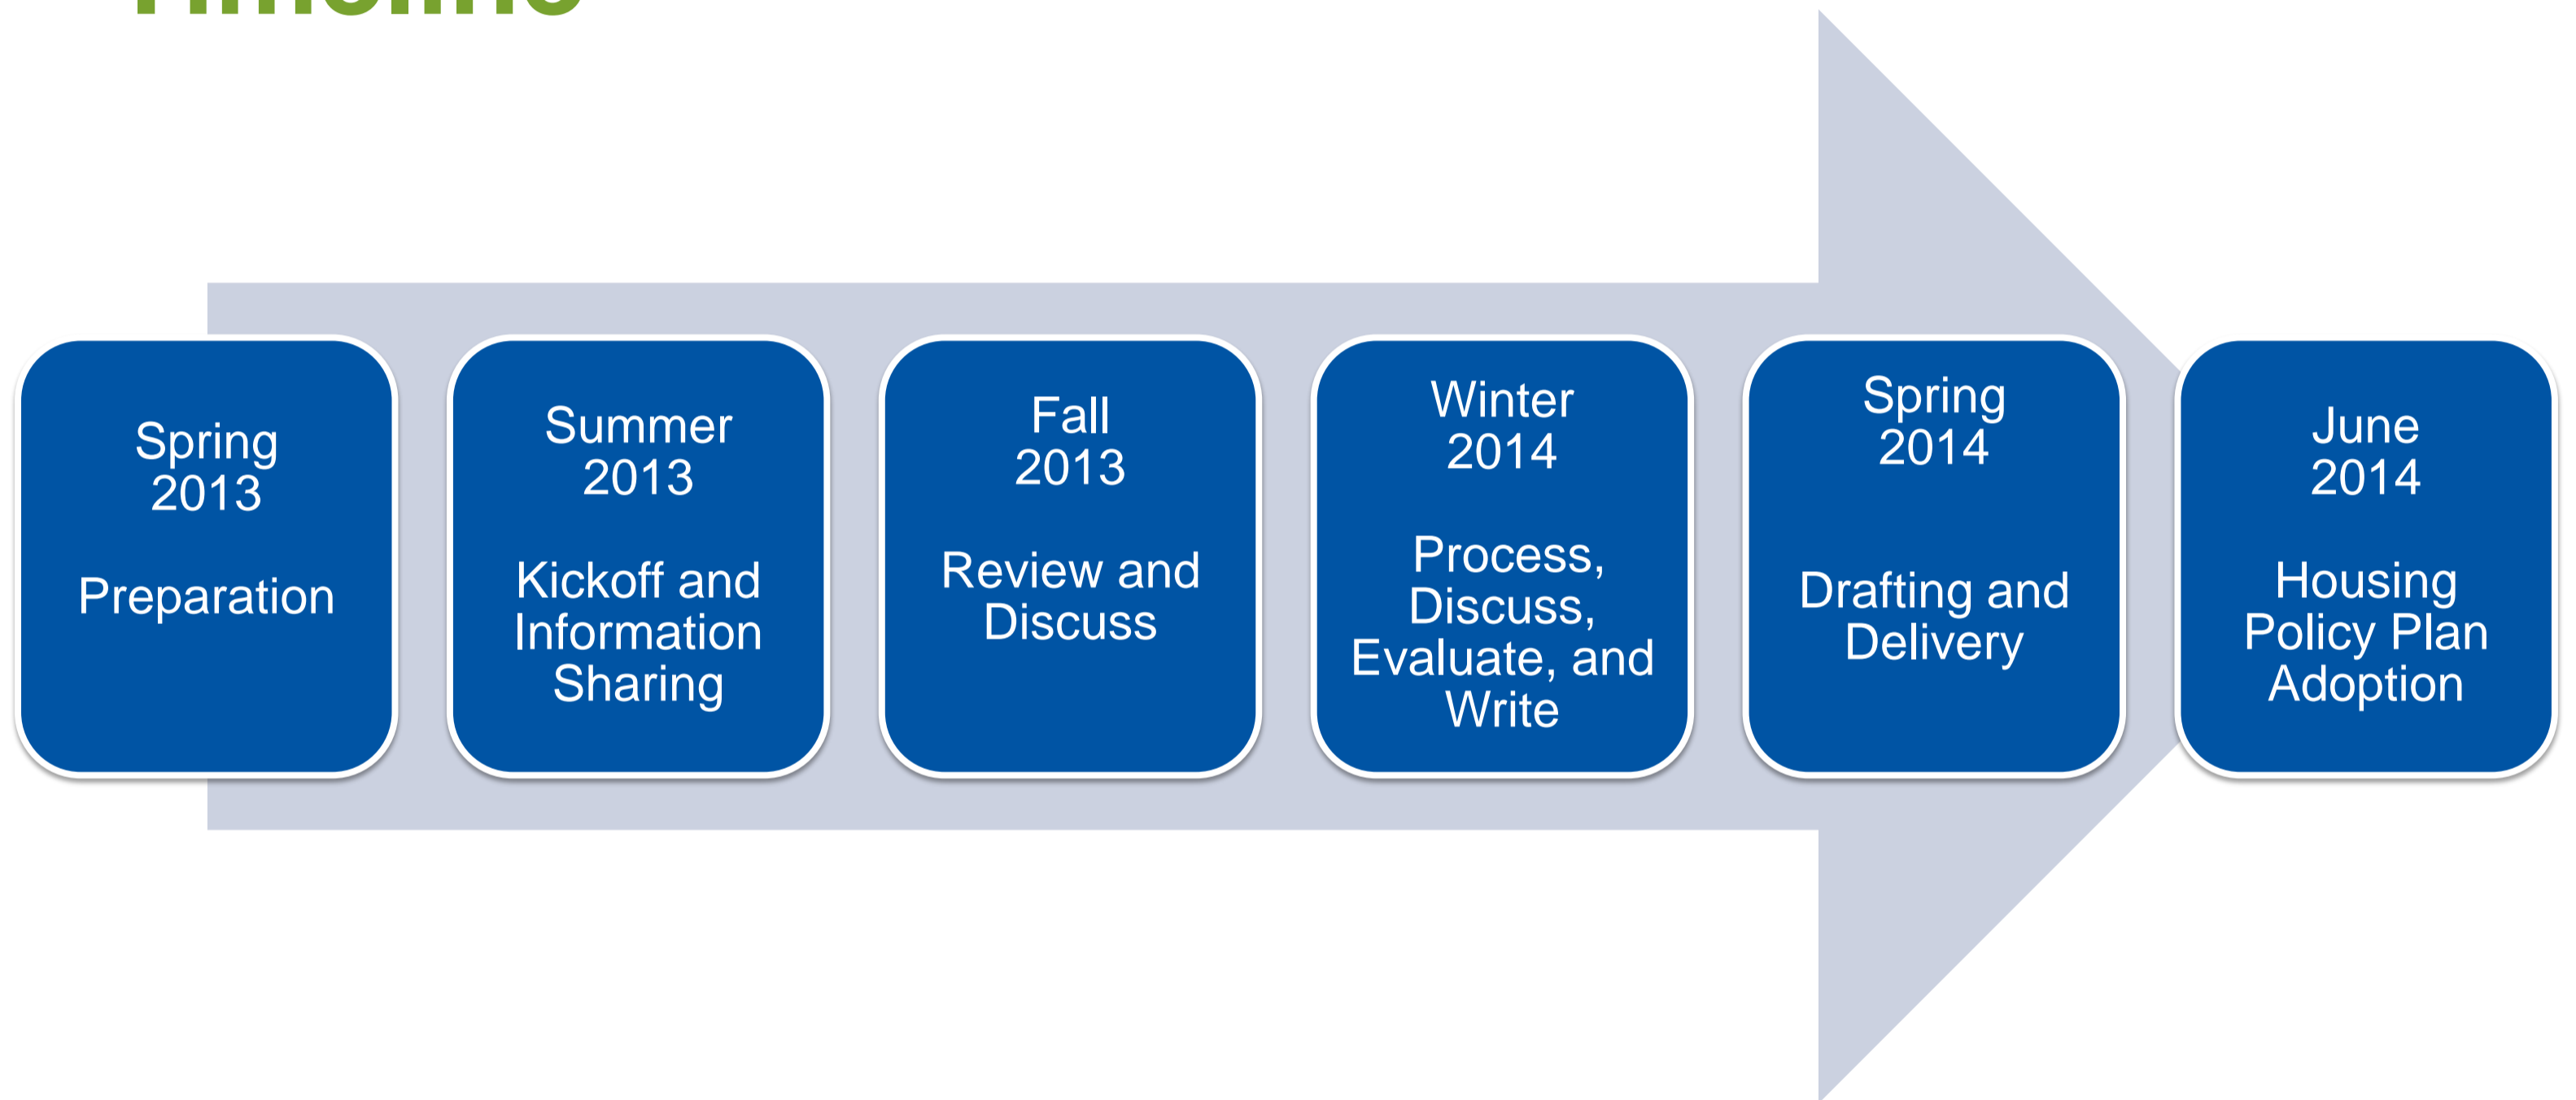 Timeline
Spring
2013
Preparation
Summer
2013
Kickoff and
Information
Sharing
Fall
2013
Review and
Discuss
Winter
2014
Process,
Discuss,
Evaluate, and
Write
Spring
2014
Drafting and
Delivery
June
2014
Housing
Policy Plan
Adoption